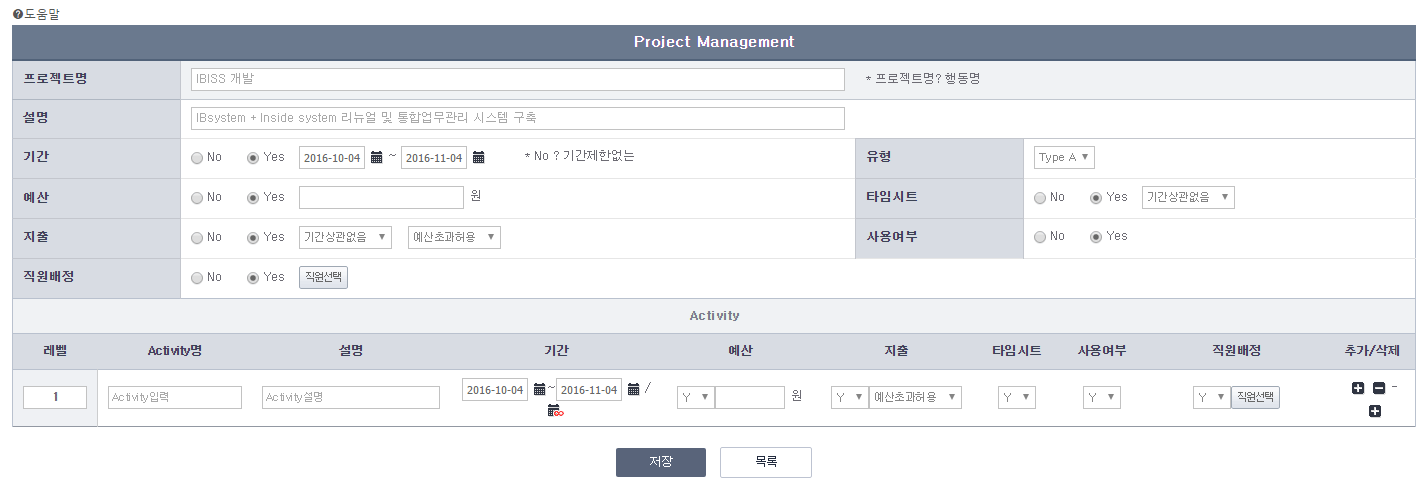 도움말
Project Management
프로젝트명 IBISS 개발 * 프로젝트명? 행동명
설명 IBsystem + Inside system 리뉴얼 및 통합업무관리 시스템 구축
기간 No Yes 2016-10-04 ~ 2016-11-04 * No ? 기간제한없는 유형 Type A
예산 No Yes 원 타임시트 No Yes 기간상관없음
지출 No Yes 기간상관없음 예산초과허용 사용여부 No Yes
직원배정 No Yes 직원선택
Activity
레벨 Activity명 설명 기간 예산 지출 타임시트 사용여부 직원배정 추가/삭제
1 Activity입력 Activity설명 2016-10-04 ~ 2016-11-04 / Y 원 Y 예산초과허용 Y Y Y 직원선택 -
저장 목록